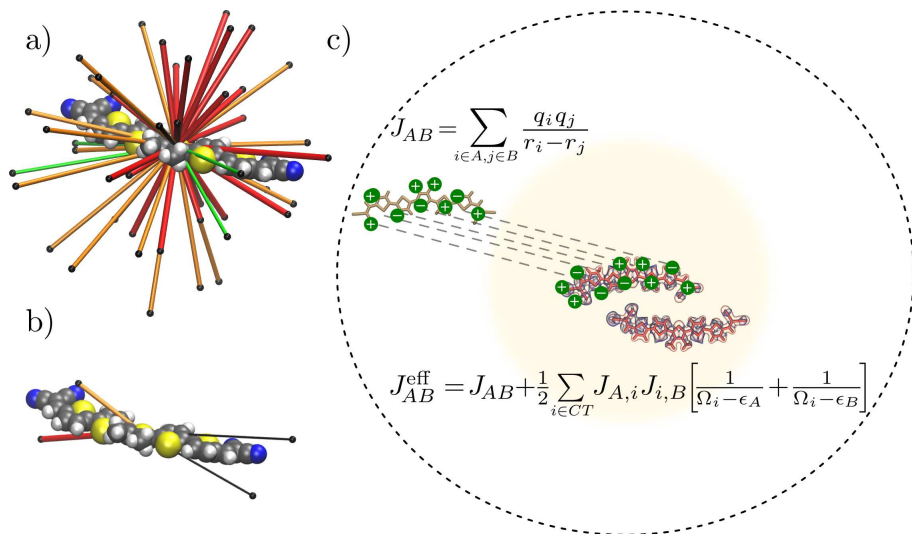 a)
c)
J_{AB} = \sum_{i \in A, j \in B} \frac{q_i q_j}{r_i - r_j}
b)
J_{AB}^{eff} = J_{AB} + \frac{1}{2} \sum_{i \in CT} J_{A,i} J_{i,B} \left[ \frac{1}{\Omega_i - \epsilon_A} + \frac{1}{\Omega_i - \epsilon_B} \right]